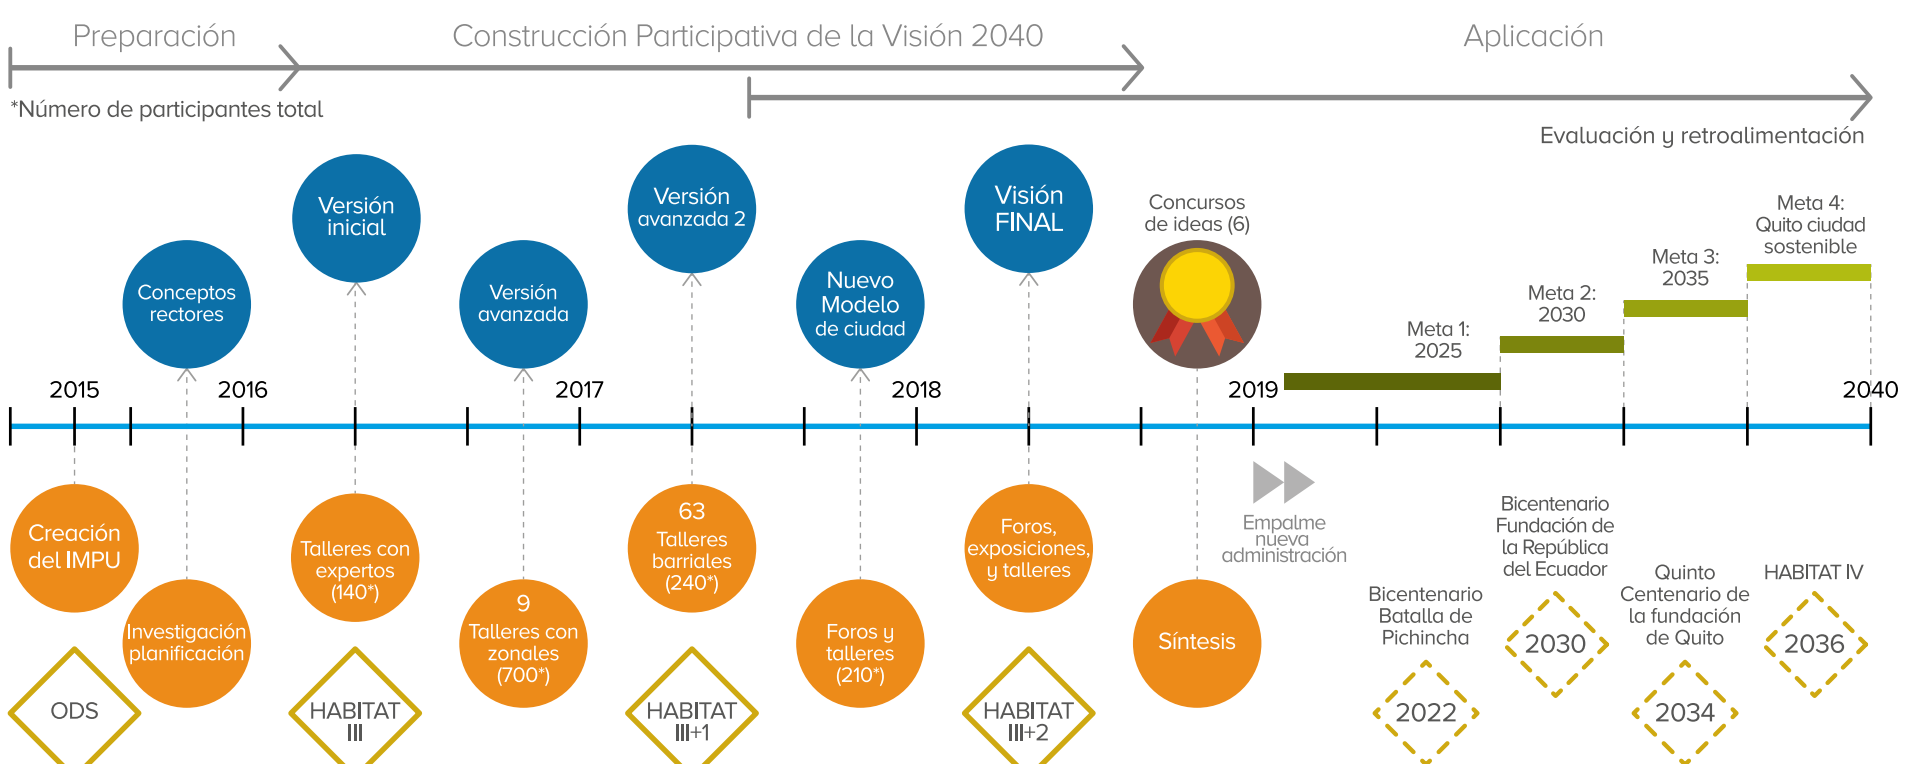 Preparación
Construcción Participativa de la Visión 2040
Aplicación
*Número de participantes total
Evaluación y retroalimentación
Conceptos
rectores
Versión
inicial
Versión
avanzada
Versión
avanzada 2
Nuevo
Modelo
de ciudad
Visión
FINAL
Concursos
de ideas (6)
Meta 1:
2025
Meta 2:
2030
Meta 3:
2035
Meta 4:
Quito ciudad
sostenible
2015
2016
2017
2018
2019
2040
Creación
del IMPU
Investigación
planificación
Talleres con
expertos
(140*)
9
Talleres con
zonales
(700*)
63
Talleres
barriales
(240*)
Foros y
talleres
(210*)
Foros,
exposiciones,
y talleres
Síntesis
Empalme
nueva
administración
ODS
HABITAT
III
HABITAT
III+1
HABITAT
III+2
Bicentenario
Batalla de
Pichincha
2022
Bicentenario
Fundación de
la República
del Ecuador
2030
Quinto
Centenario de
la fundación
de Quito
2034
HABITAT IV
2036